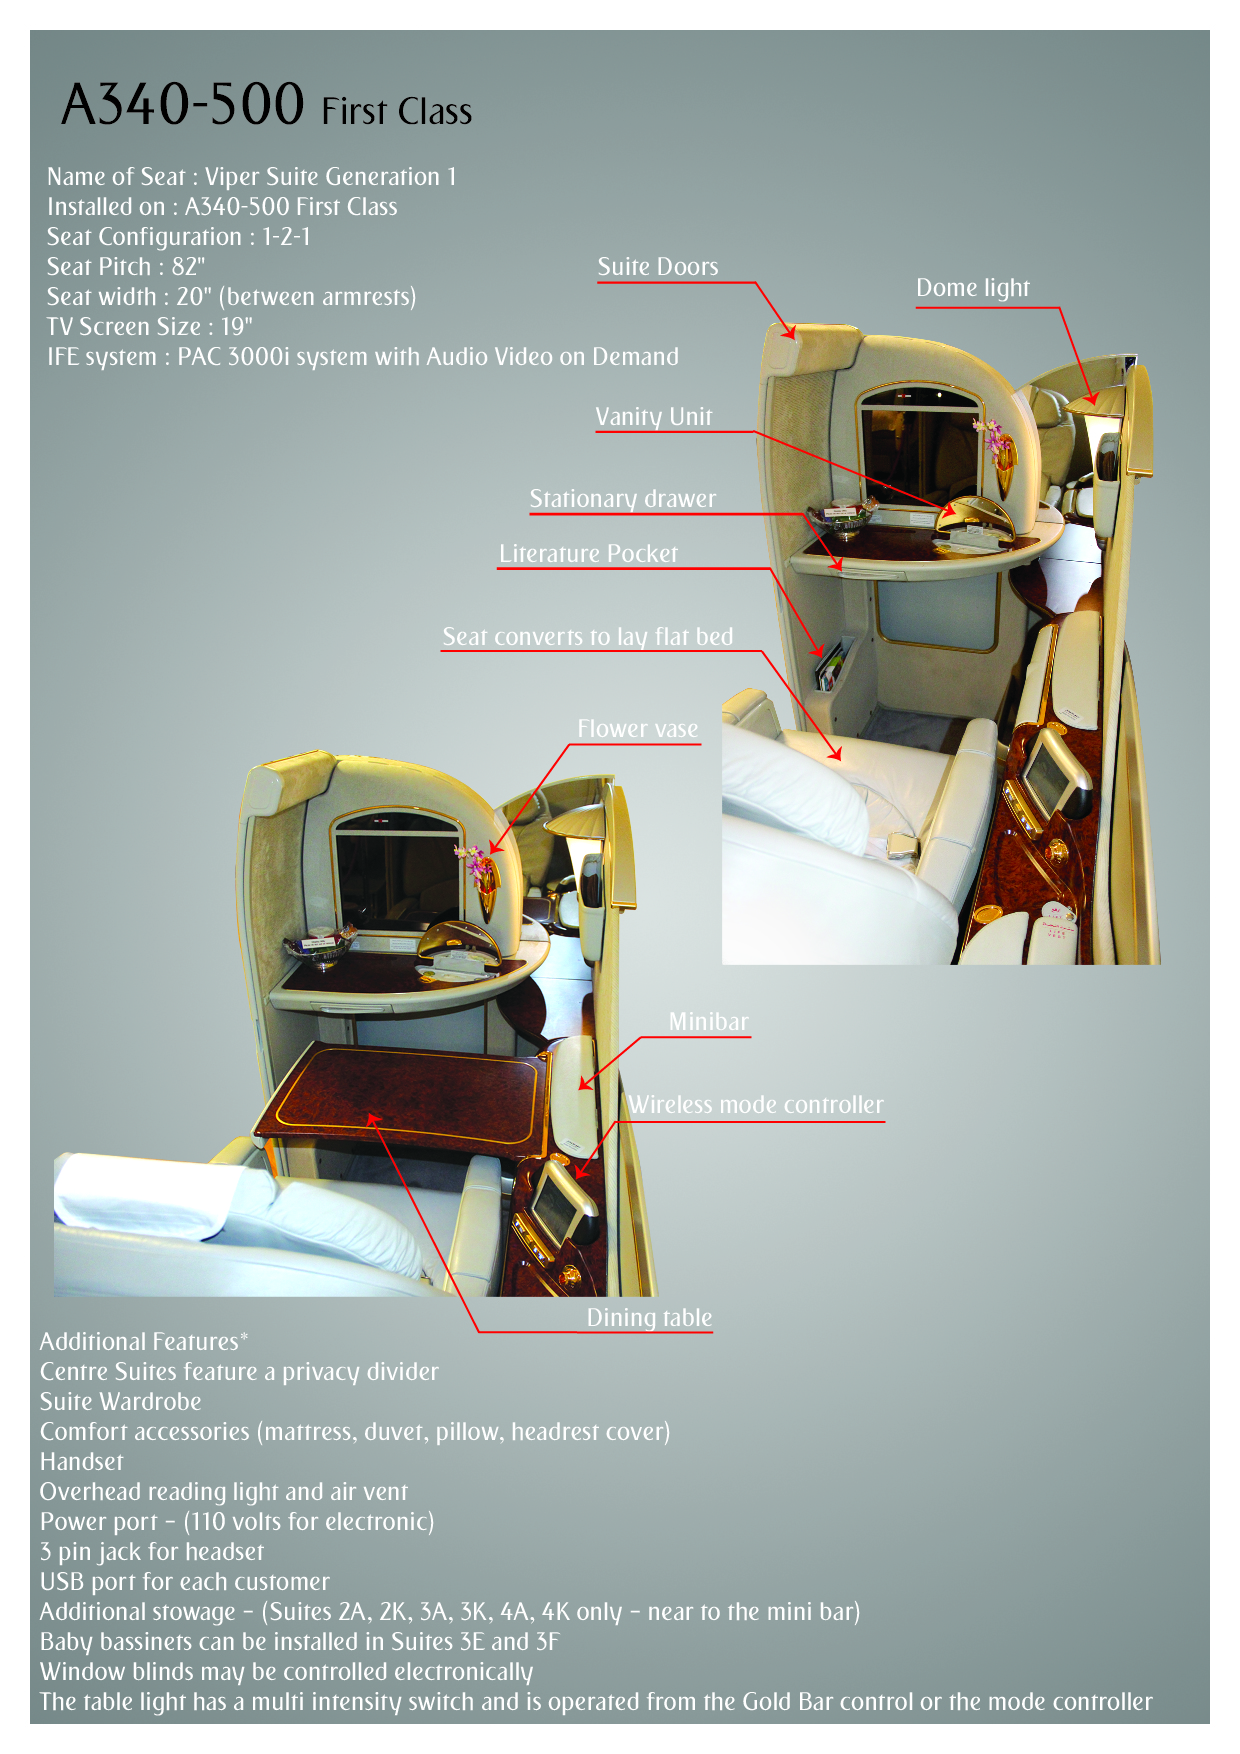 A340-500 First Class
Name of Seat : Viper Suite Generation 1
Installed on : A340-500 First Class
Seat Configuration : 1-2-1
Seat Pitch : 82"
Seat width : 20" (between armrests)
TV Screen Size : 19"
IFE system : PAC 3000i system with Audio Video on Demand
Suite Doors
Dome light
Vanity Unit
Stationary drawer
Literature Pocket
Seat converts to lay flat bed
Flower vase
Minibar
Wireless mode controller
Dining table
Additional Features*
Centre Suites feature a privacy divider
Suite Wardrobe
Comfort accessories (mattress, duvet, pillow, headrest cover)
Handset
Overhead reading light and air vent
Power port – (110 volts for electronic)
3 pin jack for headset
USB port for each customer
Additional stowage – (Suites 2A, 2K, 3A, 3K, 4A, 4K only – near to the mini bar)
Baby bassinets can be installed in Suites 3E and 3F
Window blinds may be controlled electronically
The table light has a multi intensity switch and is operated from the Gold Bar control or the mode controller